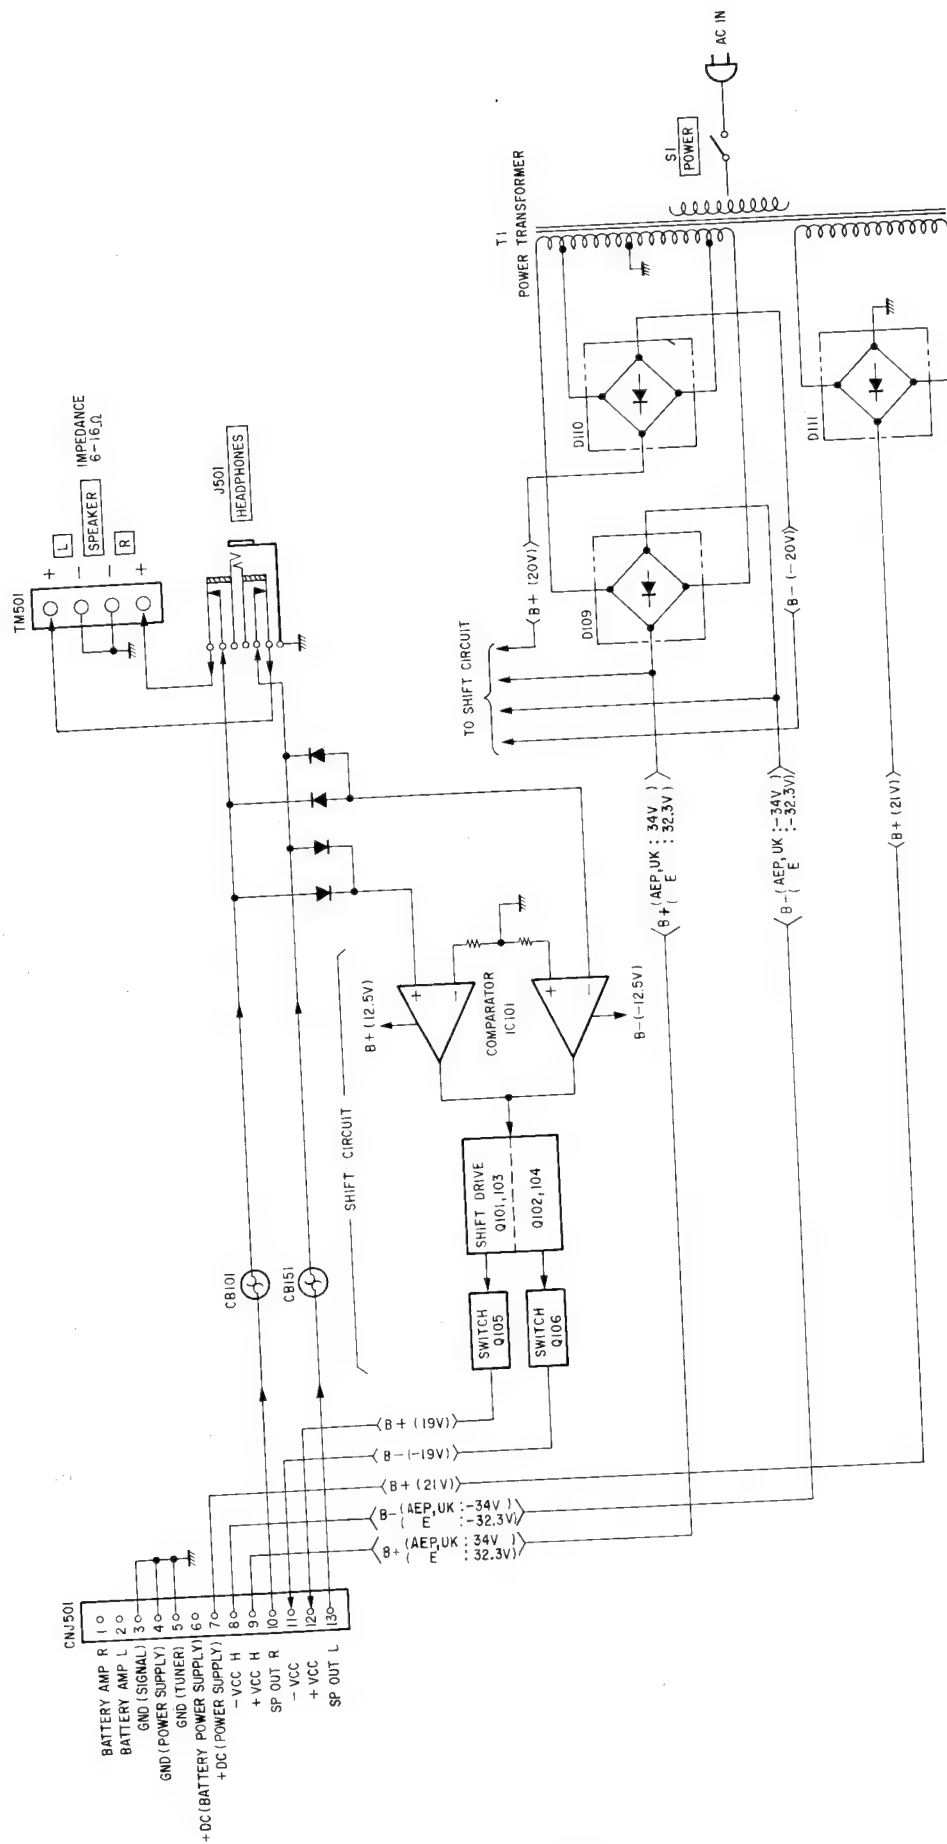 AC IN
S1
POWER
T1
POWER TRANSFORMER
TM501
+
L
−
SPEAKER
−
R
+
IMPEDANCE
6-16Ω
J501
HEADPHONES
D110
D111
D109
B+ (20V)
B− (−20V)
TO SHIFT CIRCUIT
B+ (AEP,UK : 34V )
( E : 32.3V)
B− (AEP,UK :−34V )
( E :−32.3V)
B+ (21V)
B+ (12.5V)
+
−
COMPARATOR
IC101
+
−
B− (−12.5V)
SHIFT CIRCUIT
SHIFT DRIVE
Q101,103
Q102,104
CB101
CB151
SWITCH
Q105
SWITCH
Q106
B+ (19V)
B− (−19V)
B+ (21V)
B− (AEP,UK :−34V )
( E :−32.3V)
B+ (AEP,UK : 34V )
( E : 32.3V)
CNJ501
BATTERY AMP R 1
BATTERY AMP L 2
GND (SIGNAL) 3
GND (POWER SUPPLY) 4
GND (TUNER) 5
+DC (BATTERY POWER SUPPLY) 6
+DC (POWER SUPPLY) 7
−VCC H 8
+VCC H 9
SP OUT R 10
−VCC 11
+VCC 12
SP OUT L 13